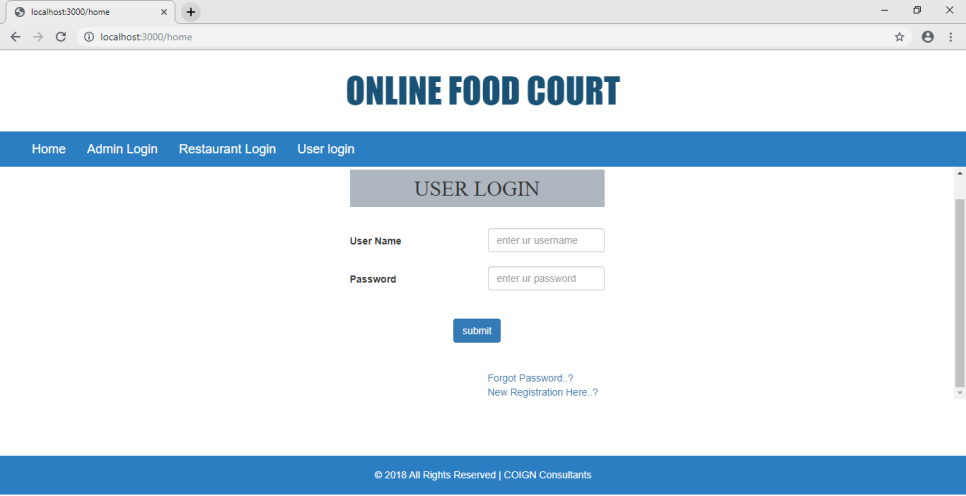 localhost:3000/home
localhost:3000/home
ONLINE FOOD COURT
Home Admin Login Restaurant Login User login
USER LOGIN
User Name enter ur username
Password enter ur password
submit
Forgot Password..?
New Registration Here..?
© 2018 All Rights Reserved | COIGN Consultants